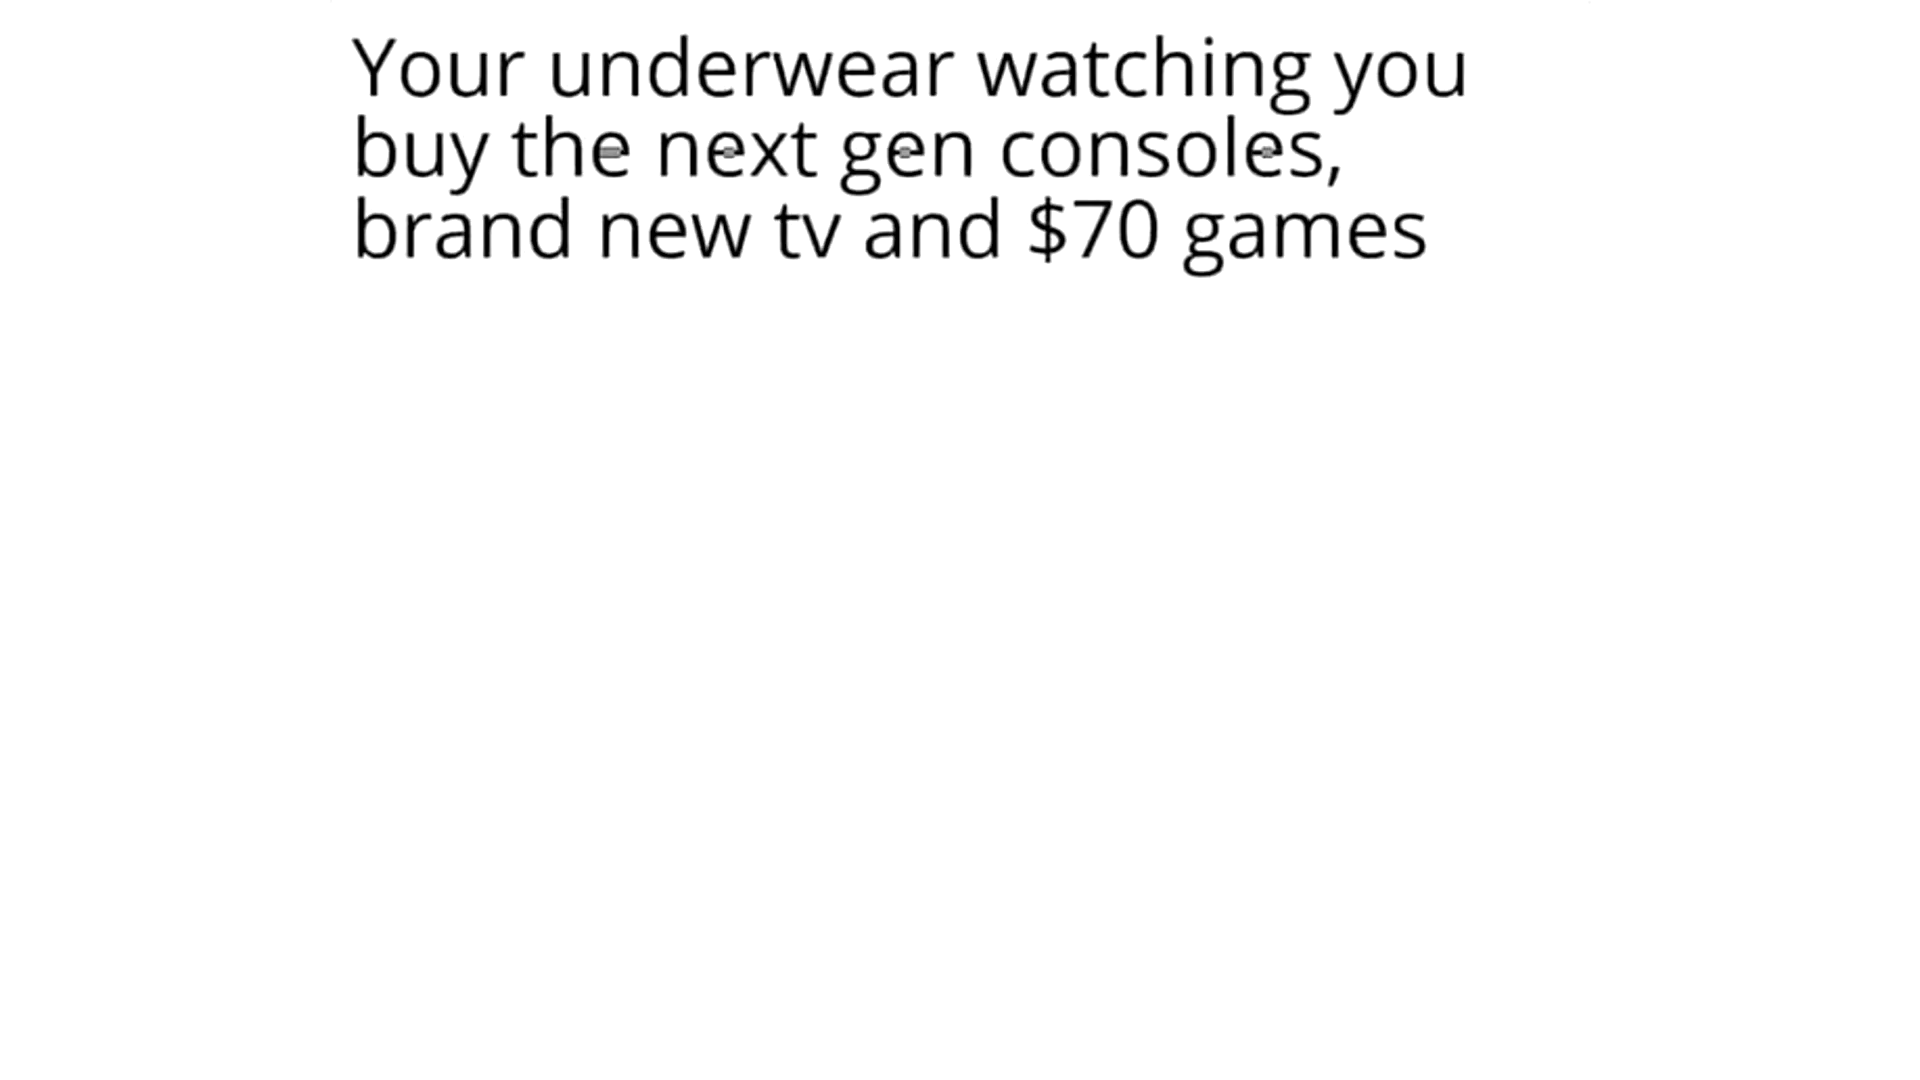 Your underwear watching you
buy the next gen consoles,
brand new tv and $70 games